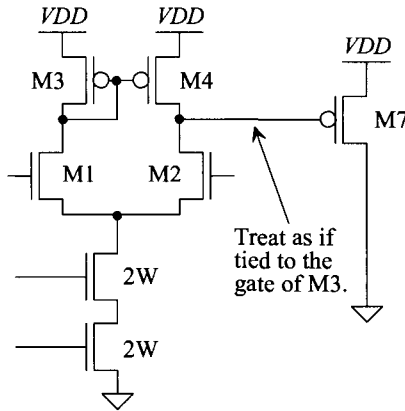 VDD
VDD
VDD
M3
M4
M7
M1
M2
Treat as if
tied to the
gate of M3.
2W
2W